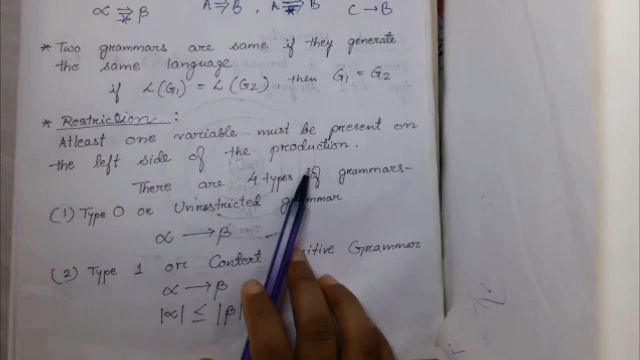 α ⇒* β A ⇒ B , A ⇒* B C → B
* Two grammars are same if they generate
the same language
if L(G1) = L(G2) then G1 = G2
* Restriction :
Atleast one variable must be present on
the left side of the production.
There are 4 types of grammars-
(1) Type 0 or Unrestricted grammar
α → β
(2) Type 1 or Context sitive Grammar
α → β
|α| ≤ |β|